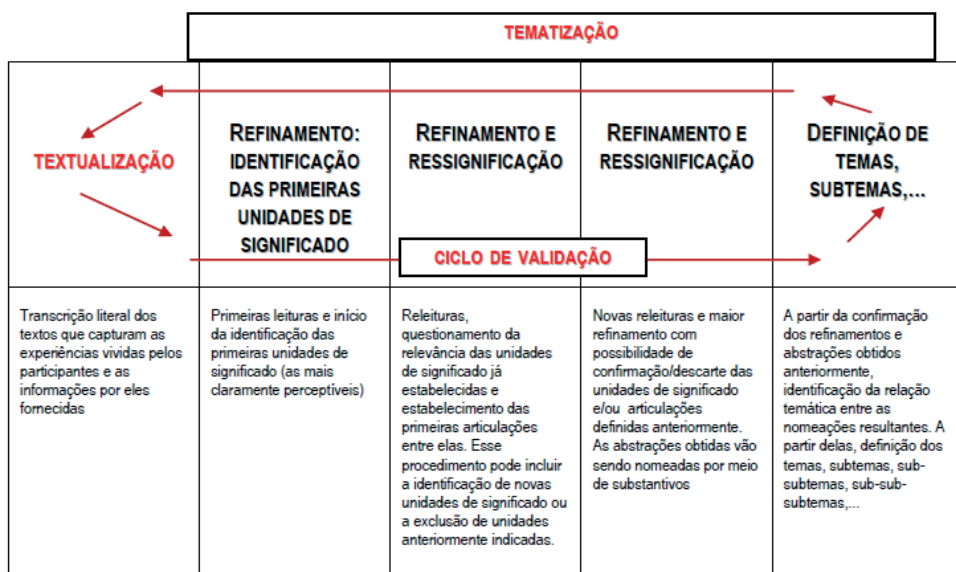 TEMATIZAÇÃO
TEXTUALIZAÇÃO
REFINAMENTO:
IDENTIFICAÇÃO
DAS PRIMEIRAS
UNIDADES DE
SIGNIFICADO
REFINAMENTO E
RESSIGNIFICAÇÃO
REFINAMENTO E
RESSIGNIFICAÇÃO
DEFINIÇÃO DE
TEMAS,
SUBTEMAS,...
CICLO DE VALIDAÇÃO
Transcrição literal dos
textos que capturam as
experiências vividas pelos
participantes e as
informações por eles
fornecidas
Primeiras leituras e início
da identificação das
primeiras unidades de
significado (as mais
claramente perceptíveis)
Releituras,
questionamento da
relevância das unidades
de significado já
estabelecidas e
estabelecimento das
primeiras articulações
entre elas. Esse
procedimento pode incluir
a identificação de novas
unidades de significado ou
a exclusão de unidades
anteriormente indicadas.
Novas releituras e maior
refinamento com
possibilidade de
confirmação/descarte das
unidades de significado
e/ou articulações
definidas anteriormente.
As abstrações obtidas vão
sendo nomeadas por meio
de substantivos
A partir da confirmação
dos refinamentos e
abstrações obtidos
anteriormente,
identificação da relação
temática entre as
nomeações resultantes. A
partir delas, definição dos
temas, subtemas, sub-
subtemas, sub-sub-
subtemas,...